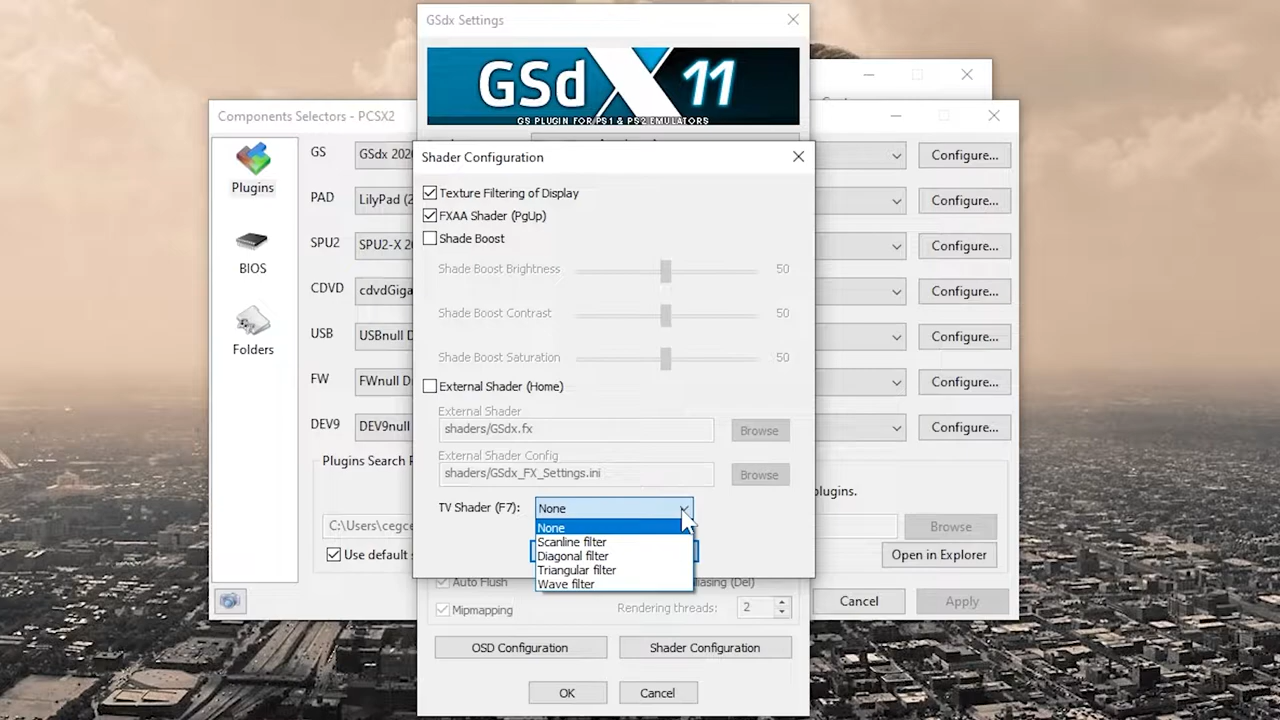 GSdx Settings
GSdX 11
GS PLUGIN FOR PS1 & PS2 EMULATORS
Components Selectors - PCSX2
Shader Configuration
Plugins
BIOS
Folders
GS
GSdx 202
Configure...
PAD
LilyPad (2
Configure...
SPU2
SPU2-X 2
Configure...
CDVD
cdvdGiga
Configure...
USB
USBnull D
Configure...
FW
FWnull D
Configure...
DEV9
DEV9null
Configure...
Plugins Search
plugins.
C:\Users\cegce
Browse
Use default
Open in Explorer
Cancel
Apply
Texture Filtering of Display
FXAA Shader (PgUp)
Shade Boost
Shade Boost Brightness
50
Shade Boost Contrast
50
Shade Boost Saturation
50
External Shader (Home)
External Shader
shaders/GSdx.fx
Browse
External Shader Config
shaders/GSdx_FX_Settings.ini
Browse
TV Shader (F7):
None
None
Scanline filter
Diagonal filter
Triangular filter
Wave filter
Auto Flush
aliasing (Del)
Mipmapping
Rendering threads:
2
OSD Configuration
Shader Configuration
OK
Cancel